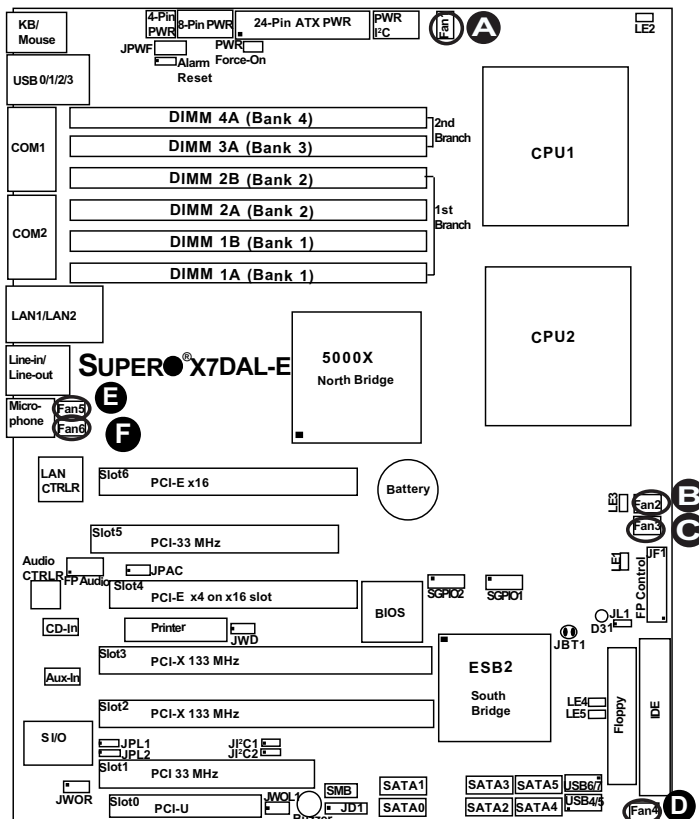 KB/
Mouse
4-Pin
PWR
8-Pin PWR
24-Pin ATX PWR
PWR
I²C
Fan1
A
LE2
JPWF
Alarm
Reset
PWR
Force-On
USB 0/1/2/3
COM1
COM2
DIMM 4A (Bank 4)
DIMM 3A (Bank 3)
DIMM 2B (Bank 2)
DIMM 2A (Bank 2)
DIMM 1B (Bank 1)
DIMM 1A (Bank 1)
2nd
Branch
1st
Branch
CPU1
CPU2
LAN1/LAN2
Line-in/
Line-out
SUPER●®X7DAL-E
5000X
North Bridge
Micro-
phone
Fan5
Fan6
E
F
LAN
CTRLR
Slot6
PCI-E x16
Battery
LE3
Fan2
Fan3
B
C
Slot5
PCI-33 MHz
Audio
CTRLR
FP Audio
JPAC
Slot4
PCI-E x4 on x16 slot
BIOS
SGPIO2
SGPIO1
LE1
JF1
FP Control
CD-In
Printer
JWD
JL1
D31
JBT1
Slot3
PCI-X 133 MHz
ESB2
South
Bridge
Aux-In
Slot2
PCI-X 133 MHz
LE4
LE5
Floppy
IDE
S I/O
JPL1
JPL2
JI²C1
JI²C2
Slot1
PCI 33 MHz
JWOR
Slot0
PCI-U
JWOL1
Buzzer
SMB
JD1
SATA1
SATA0
SATA3
SATA2
SATA5
SATA4
USB6/7
USB4/5
Fan4
D